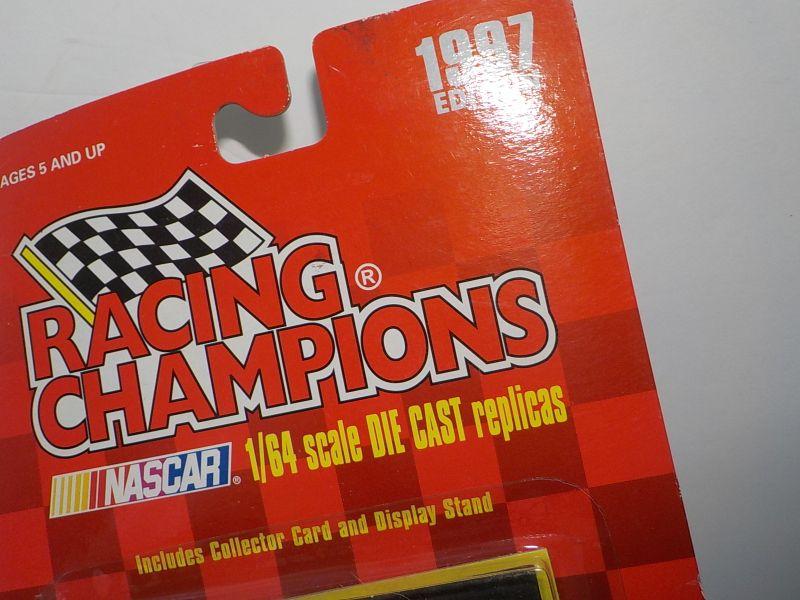 1997
EDITION
AGES 5 AND UP
RACING
CHAMPIONS®
NASCAR® 1/64 scale DIE CAST replicas
Includes Collector Card and Display Stand